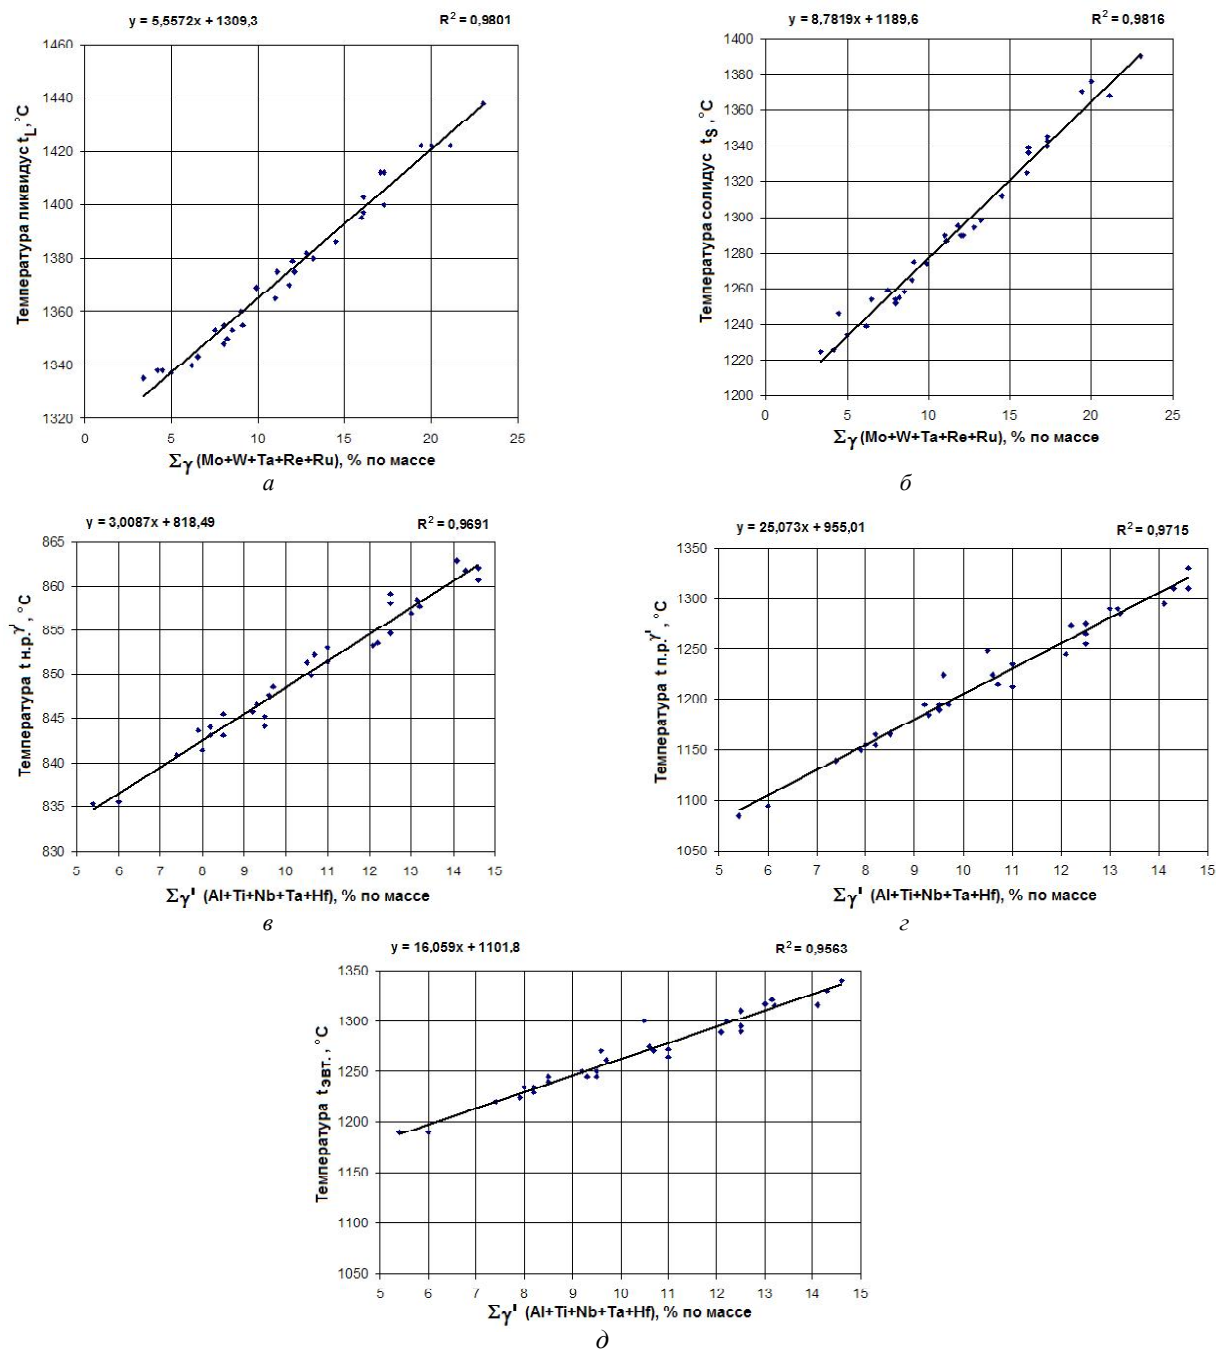 y = 5,5572x + 1309,3
R² = 0,9801
Температура ликвидус t_L, °C
1460
1440
1420
1400
1380
1360
1340
1320
0 5 10 15 20 25
Σγ (Mo+W+Ta+Re+Ru), % по массе
а
y = 8,7819x + 1189,6
R² = 0,9816
Температура солидус t_S, °C
1400
1380
1360
1340
1320
1300
1280
1260
1240
1220
1200
0 5 10 15 20 25
Σγ (Mo+W+Ta+Re+Ru), % по массе
б
y = 3,0087x + 818,49
R² = 0,9691
Температура t н.р.γ', °C
865
860
855
850
845
840
835
830
5 6 7 8 9 10 11 12 13 14 15
Σγ' (Al+Ti+Nb+Ta+Hf), % по массе
в
y = 25,073x + 955,01
R² = 0,9715
Температура t п.р.γ', °C
1350
1300
1250
1200
1150
1100
1050
5 6 7 8 9 10 11 12 13 14 15
Σγ' (Al+Ti+Nb+Ta+Hf), % по массе
г
y = 16,059x + 1101,8
R² = 0,9563
Температура tэвт., °C
1350
1300
1250
1200
1150
1100
1050
5 6 7 8 9 10 11 12 13 14 15
Σγ' (Al+Ti+Nb+Ta+Hf), % по массе
д